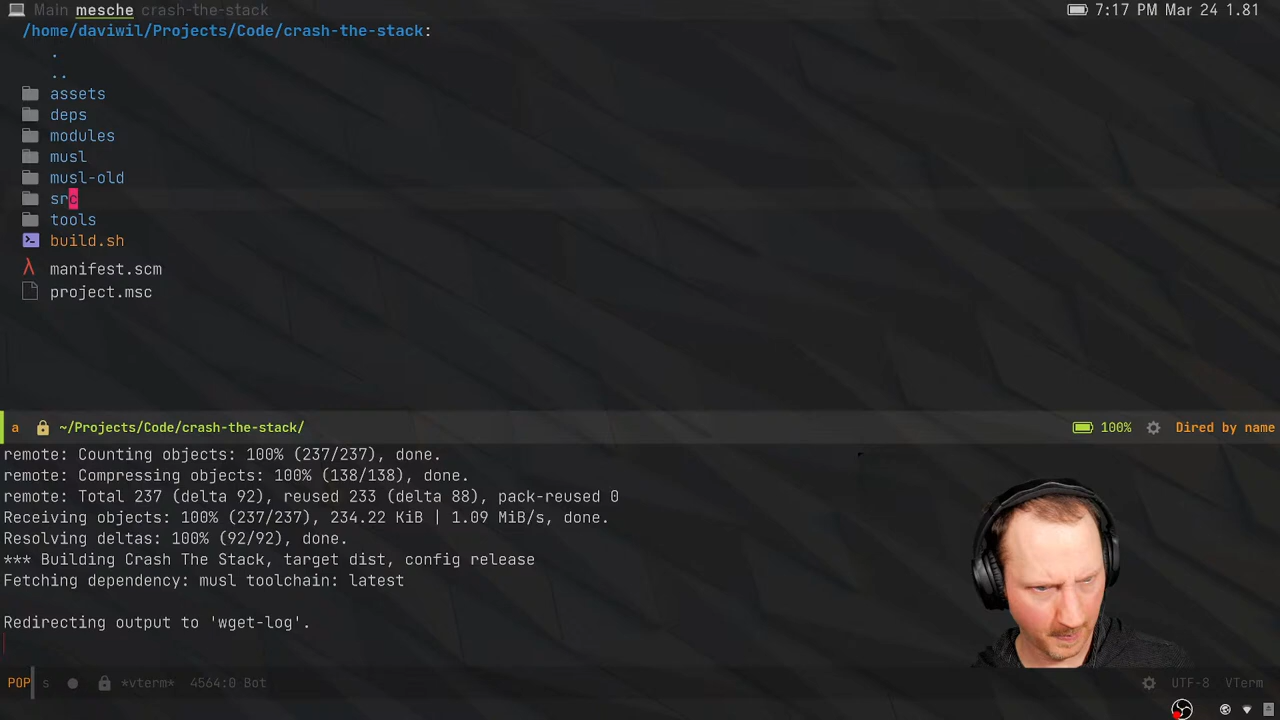 Main mesche crash-the-stack
7:17 PM Mar 24 1.81
/home/daviwil/Projects/Code/crash-the-stack:
.
..
assets
deps
modules
musl
musl-old
src
tools
build.sh
manifest.scm
project.msc
a ~/Projects/Code/crash-the-stack/ 100% Dired by name
remote: Counting objects: 100% (237/237), done.
remote: Compressing objects: 100% (138/138), done.
remote: Total 237 (delta 92), reused 233 (delta 88), pack-reused 0
Receiving objects: 100% (237/237), 234.22 KiB | 1.09 MiB/s, done.
Resolving deltas: 100% (92/92), done.
*** Building Crash The Stack, target dist, config release
Fetching dependency: musl toolchain: latest
Redirecting output to 'wget-log'.
POP s *vterm* 4564:0 Bot UTF-8 VTerm